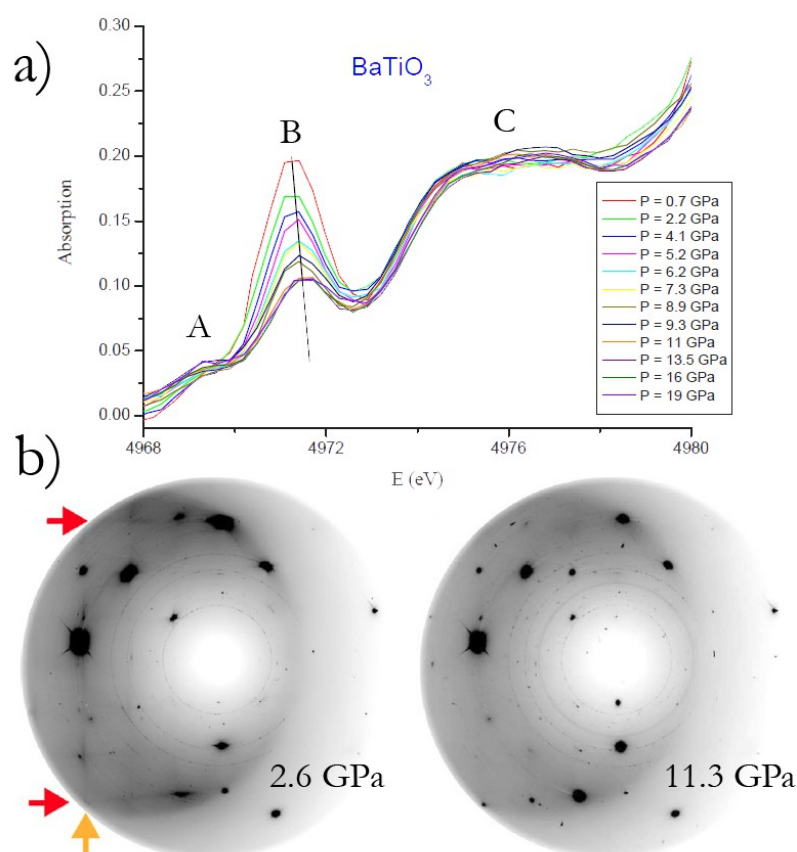 a)
BaTiO₃
B
C
A
Absorption
0.30
0.25
0.20
0.15
0.10
0.05
0.00
4968
4972
4976
4980
E (eV)
P = 0.7 GPa
P = 2.2 GPa
P = 4.1 GPa
P = 5.2 GPa
P = 6.2 GPa
P = 7.3 GPa
P = 8.9 GPa
P = 9.3 GPa
P = 11 GPa
P = 13.5 GPa
P = 16 GPa
P = 19 GPa
b)
2.6 GPa
11.3 GPa